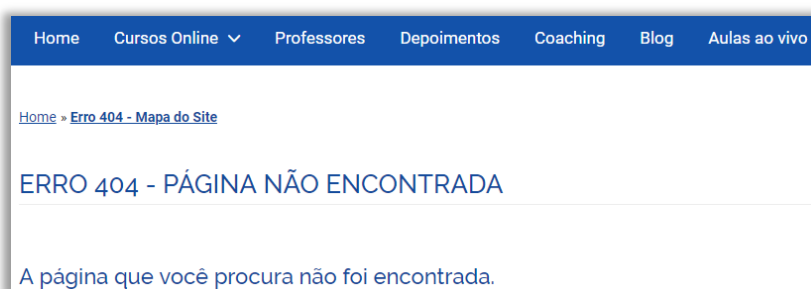 Home Cursos Online Professores Depoimentos Coaching Blog Aulas ao vivo
Home » Erro 404 - Mapa do Site
ERRO 404 - PÁGINA NÃO ENCONTRADA
A página que você procura não foi encontrada.